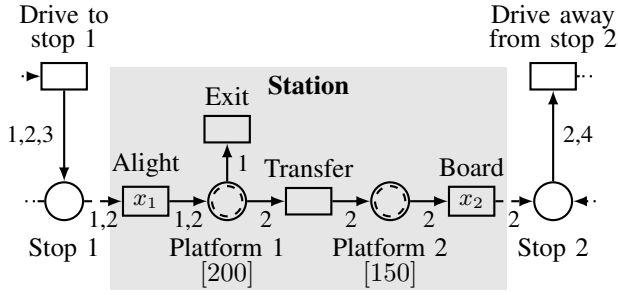 Drive to
stop 1
Drive away
from stop 2
Station
Exit
1,2,3
1
2,4
Alight
Transfer
Board
x₁
x₂
1,2
1,2
2
2
2
2
Stop 1
Platform 1
[200]
Platform 2
[150]
Stop 2